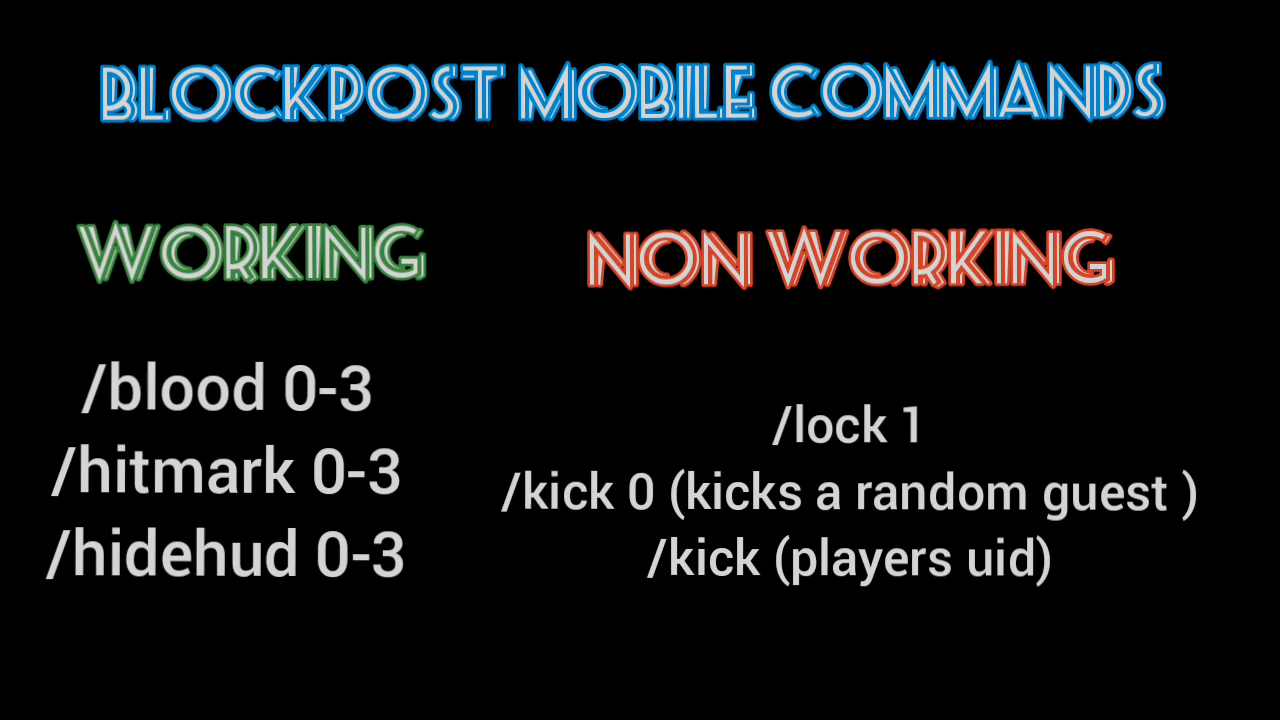 BLOCKPOST MOBILE COMMANDS
WORKING
/blood 0-3
/hitmark 0-3
/hidehud 0-3
NON WORKING
/lock 1
/kick 0 (kicks a random guest )
/kick (players uid)